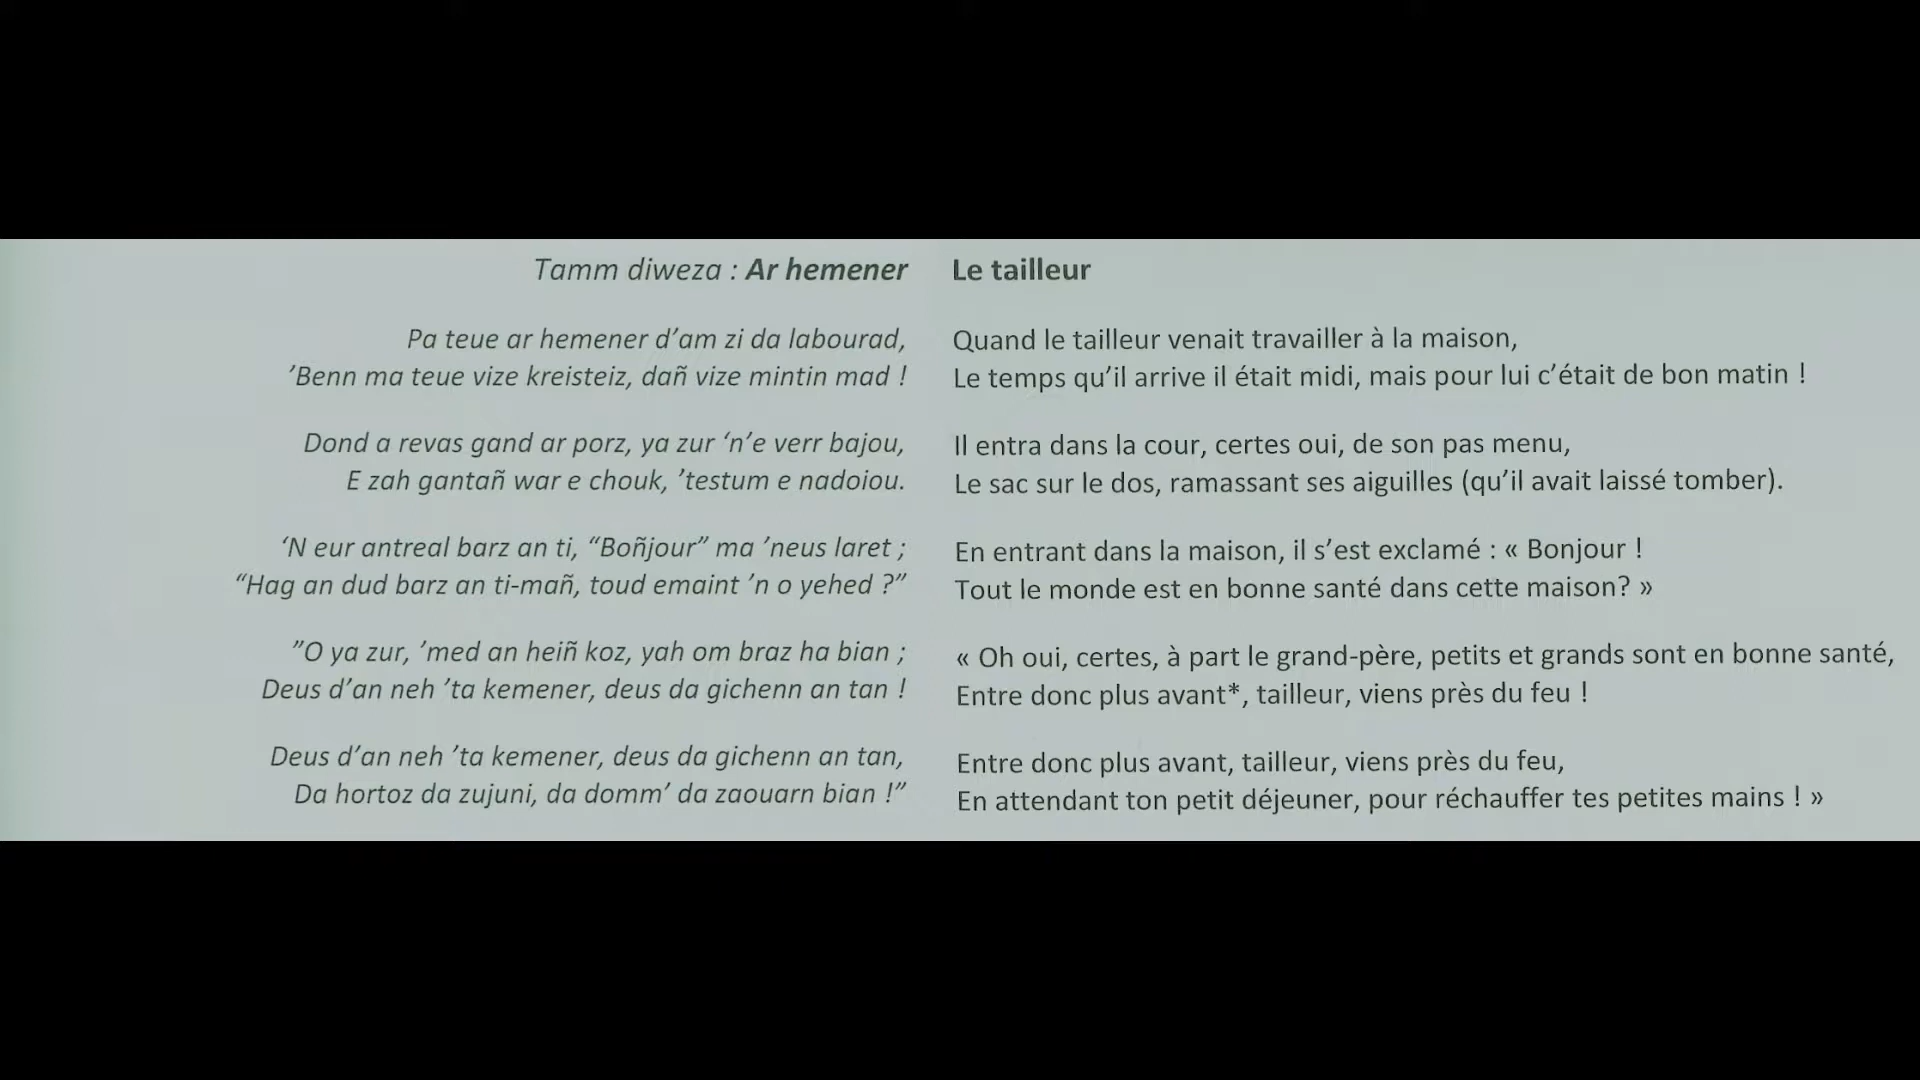 Tamm diweza : Ar hemener
Pa teue ar hemener d’am zi da labourad,
’Benn ma teue vize kreisteiz, dañ vize mintin mad !
Dond a revas gand ar porz, ya zur ‘n’e verr bajou,
E zah gantañ war e chouk, ’testum e nadoiou.
‘N eur antreal barz an ti, “Boñjour” ma ’neus laret ;
“Hag an dud barz an ti-mañ, toud emaint ’n o yehed ?”
”O ya zur, ’med an heiñ koz, yah om braz ha bian ;
Deus d’an neh ’ta kemener, deus da gichenn an tan !
Deus d’an neh ’ta kemener, deus da gichenn an tan,
Da hortoz da zujuni, da domm’ da zaouarn bian !”
Le tailleur
Quand le tailleur venait travailler à la maison,
Le temps qu’il arrive il était midi, mais pour lui c’était de bon matin !
Il entra dans la cour, certes oui, de son pas menu,
Le sac sur le dos, ramassant ses aiguilles (qu’il avait laissé tomber).
En entrant dans la maison, il s’est exclamé : « Bonjour !
Tout le monde est en bonne santé dans cette maison? »
« Oh oui, certes, à part le grand-père, petits et grands sont en bonne santé,
Entre donc plus avant*, tailleur, viens près du feu !
Entre donc plus avant, tailleur, viens près du feu,
En attendant ton petit déjeuner, pour réchauffer tes petites mains ! »